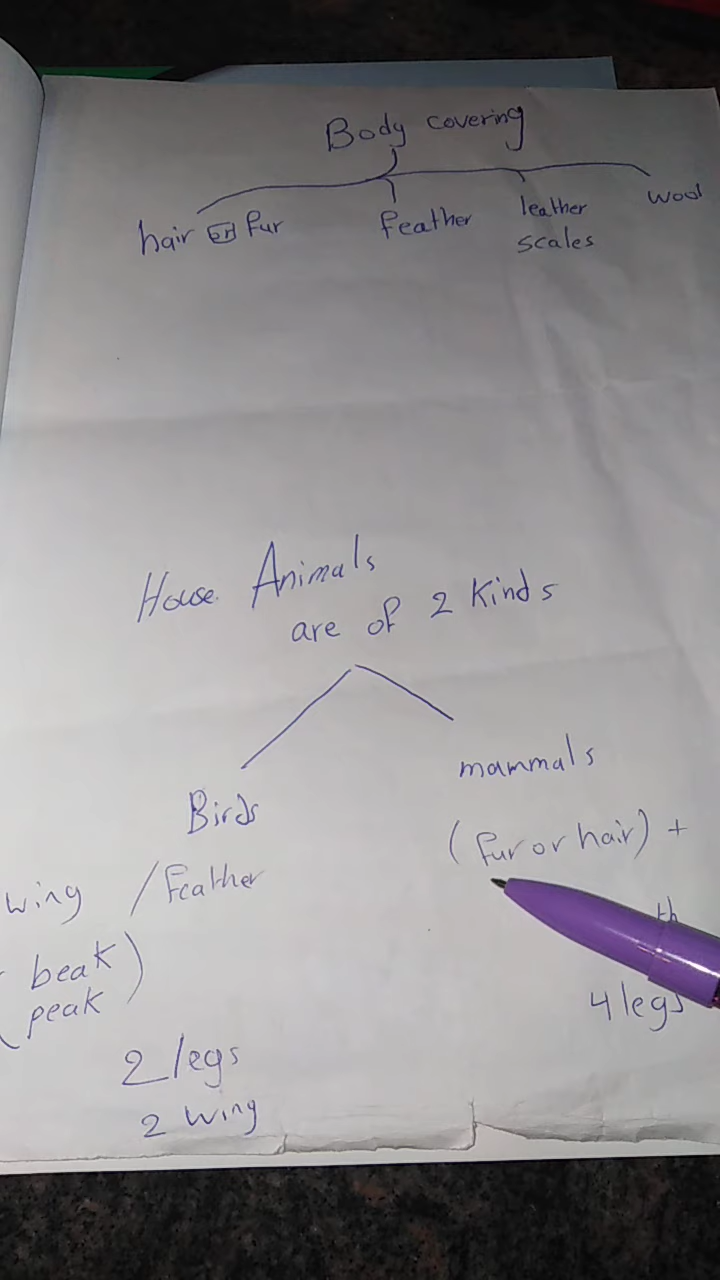 Body covering
hair or fur
feather
leather
scales
wool
House Animals
are of 2 kinds
Birds
mammals
wing / Feather
(fur or hair) +
th
beak)
(peak
4 legs
2 legs
2 wing